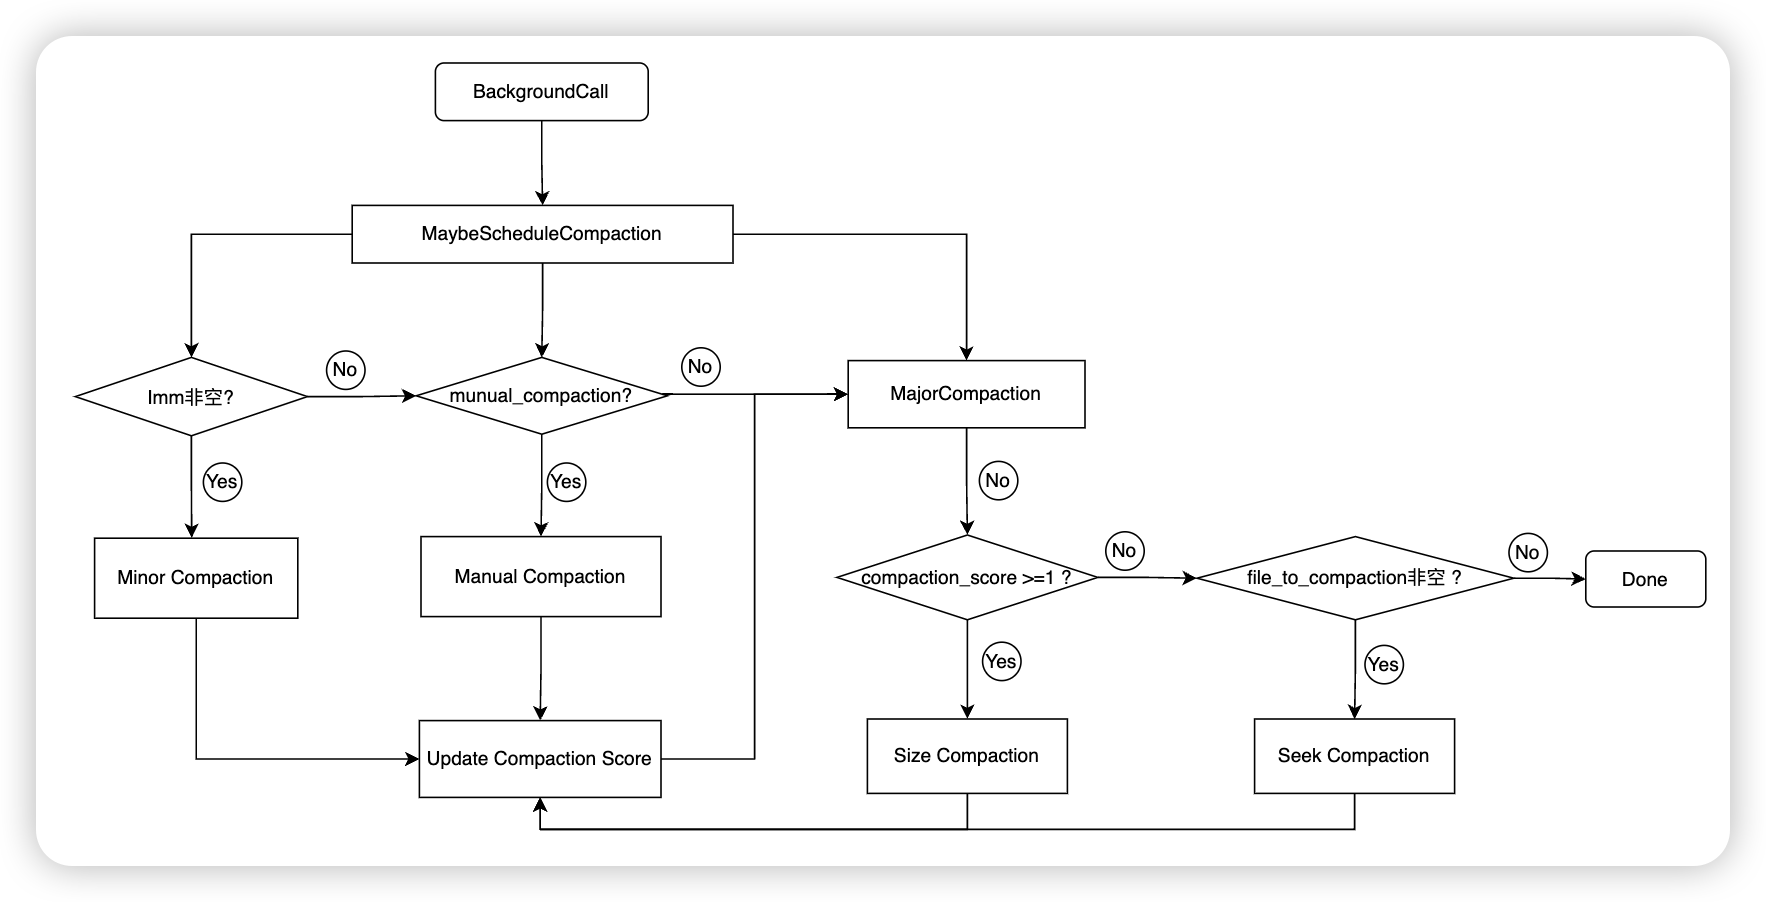 BackgroundCall
MaybeScheduleCompaction
No
No
Imm非空?
munual_compaction?
MajorCompaction
Yes
Yes
No
No
No
Minor Compaction
Manual Compaction
compaction_score >=1 ?
file_to_compaction非空 ?
Done
Yes
Yes
Update Compaction Score
Size Compaction
Seek Compaction